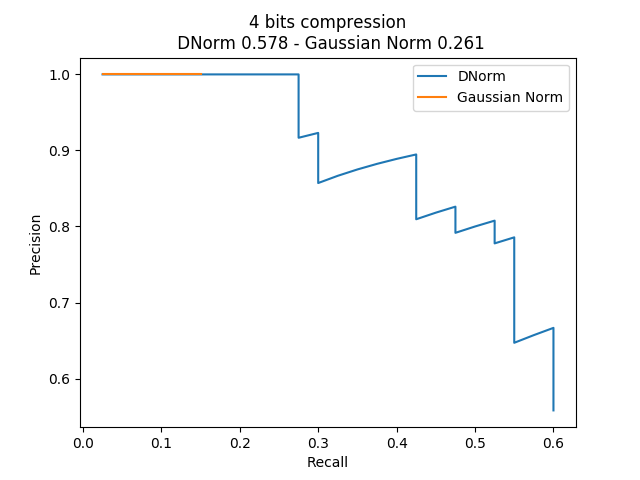 4 bits compression
DNorm 0.578 - Gaussian Norm 0.261
DNorm
Gaussian Norm
1.0
0.9
0.8
0.7
0.6
Precision
0.0 0.1 0.2 0.3 0.4 0.5 0.6
Recall